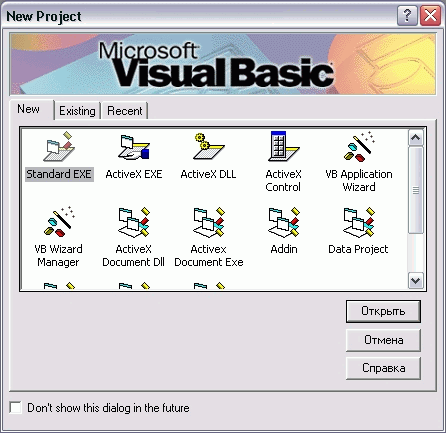 New Project
Microsoft
Visual Basic
New Existing Recent
Standard EXE ActiveX EXE ActiveX DLL ActiveX Control VB Application Wizard
VB Wizard Manager ActiveX Document Dll Activex Document Exe Addin Data Project
Открыть
Отмена
Справка
Don't show this dialog in the future